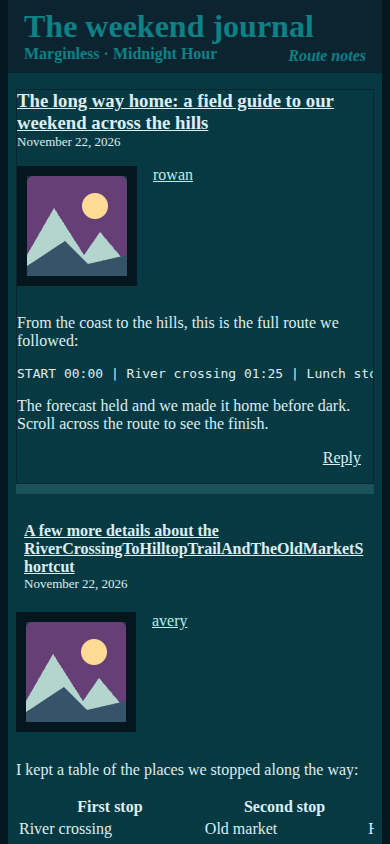 The weekend journal
Marginless · Midnight Hour
Route notes
The long way home: a field guide to our
weekend across the hills
November 22, 2026
rowan
From the coast to the hills, this is the full route we
followed:
START 00:00 | River crossing 01:25 | Lunch
The forecast held and we made it home before dark.
Scroll across the route to see the finish.
Reply
A few more details about the
RiverCrossingToHilltopTrailAndTheOldMarketS
hortcut
November 22, 2026
avery
I kept a table of the places we stopped along the way:
First stop Second stop
River crossing Old market